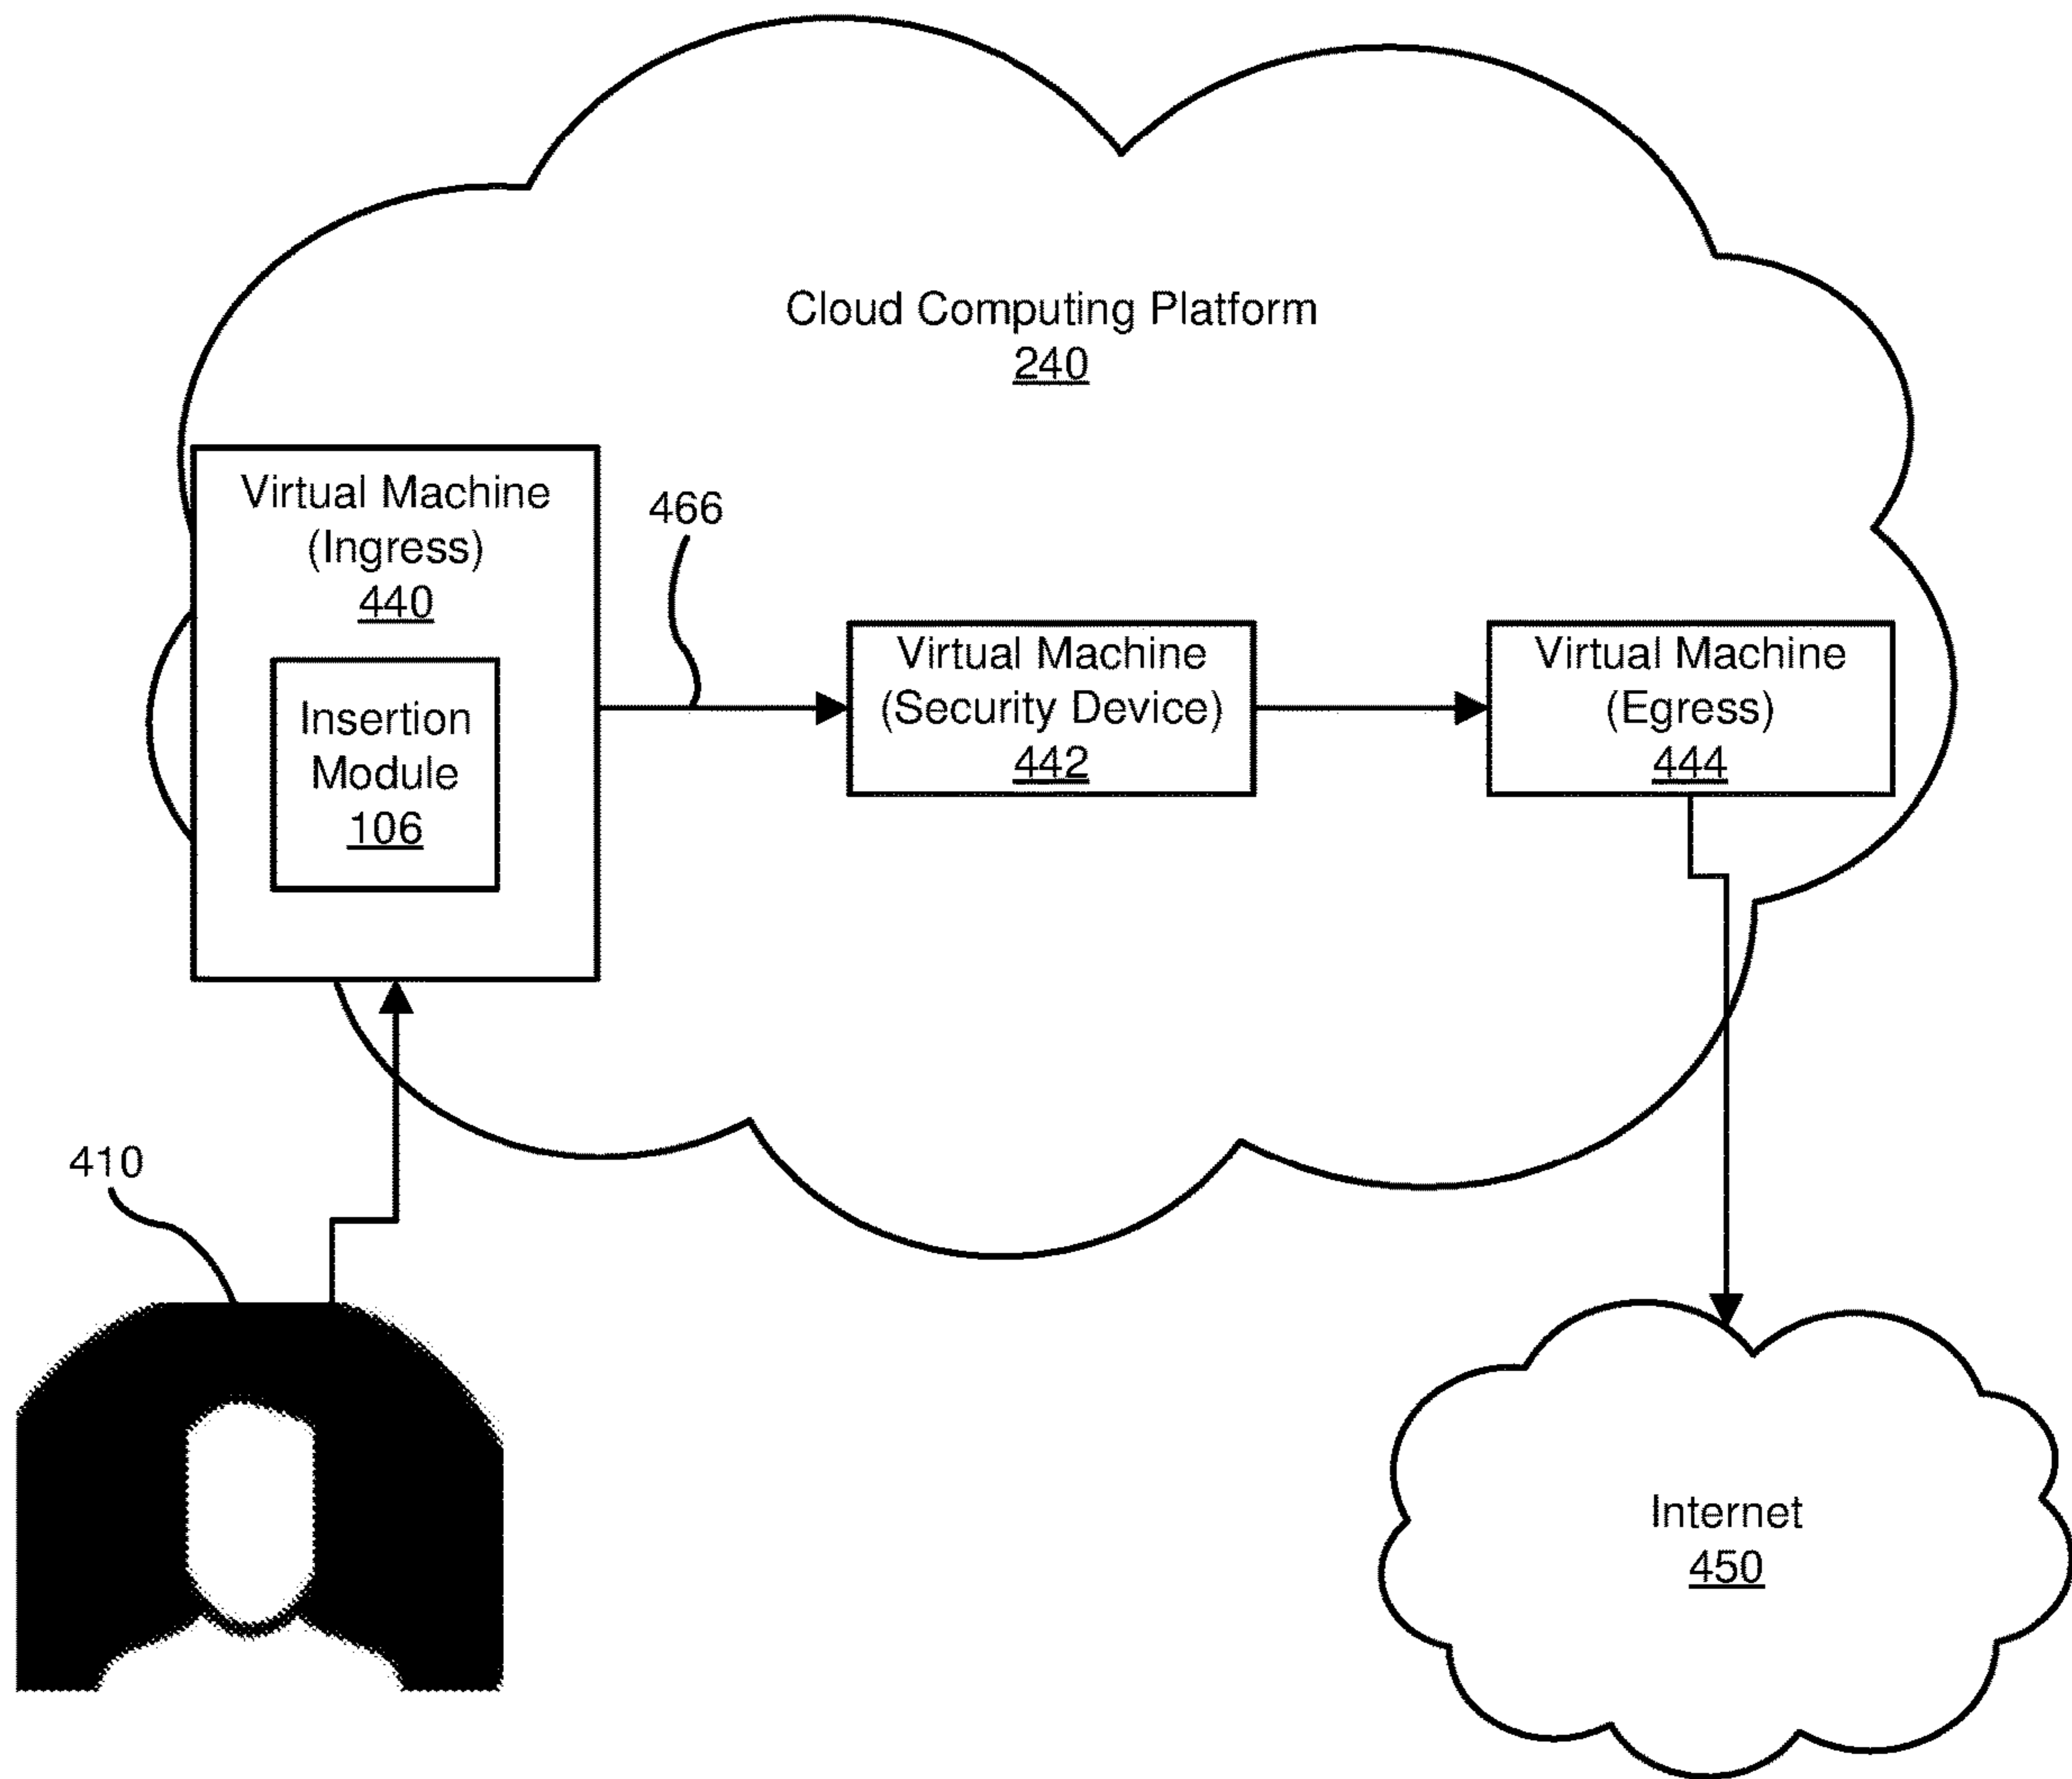 Cloud Computing Platform
240
Virtual Machine
(Ingress)
440
Insertion
Module
106
466
Virtual Machine
(Security Device)
442
Virtual Machine
(Egress)
444
410
Internet
450